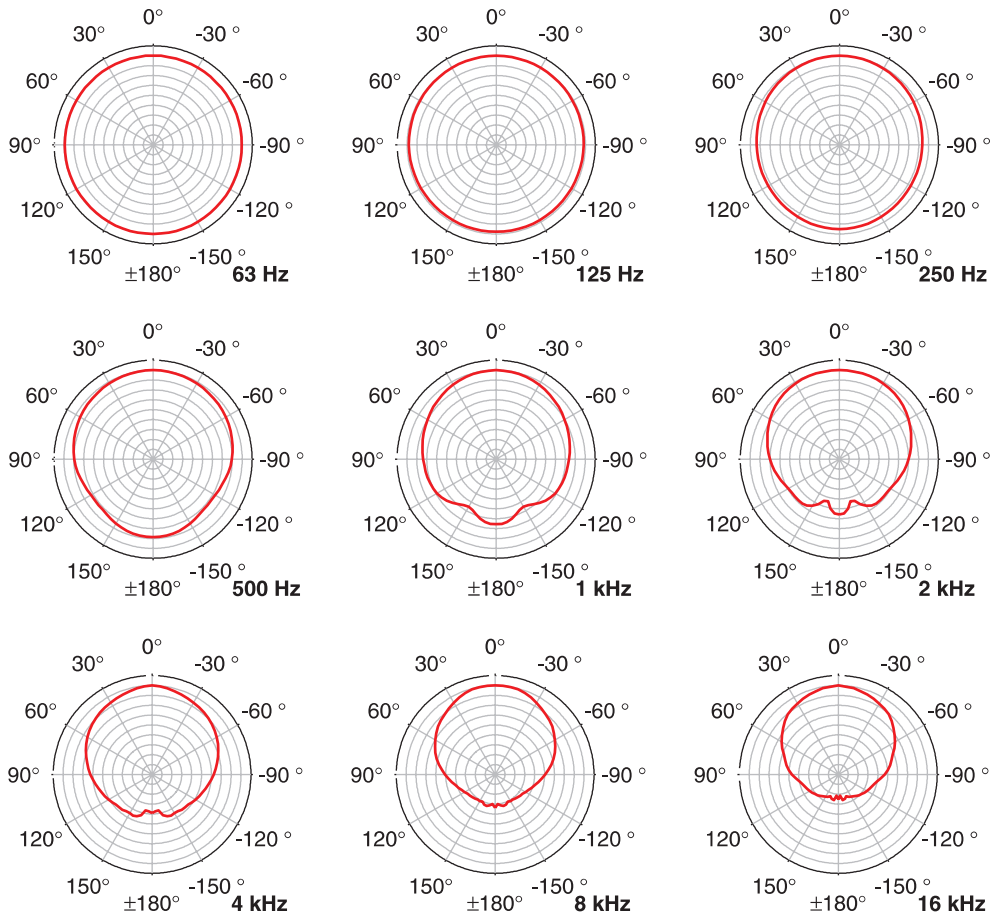 0° 0° 0°
30° -30 ° 30° -30 ° 30° -30 °
60° -60 ° 60° -60 ° 60° -60 °
90° -90 ° 90° -90 ° 90° -90 °
120° -120 ° 120° -120 ° 120° -120 °
150° -150 ° 150° -150 ° 150° -150 °
±180° 63 Hz ±180° 125 Hz ±180° 250 Hz
0° 0° 0°
30° -30 ° 30° -30 ° 30° -30 °
60° -60 ° 60° -60 ° 60° -60 °
90° -90 ° 90° -90 ° 90° -90 °
120° -120 ° 120° -120 ° 120° -120 °
150° -150 ° 150° -150 ° 150° -150 °
±180° 500 Hz ±180° 1 kHz ±180° 2 kHz
0° 0° 0°
30° -30 ° 30° -30 ° 30° -30 °
60° -60 ° 60° -60 ° 60° -60 °
90° -90 ° 90° -90 ° 90° -90 °
120° -120 ° 120° -120 ° 120° -120 °
150° -150 ° 150° -150 ° 150° -150 °
±180° 4 kHz ±180° 8 kHz ±180° 16 kHz